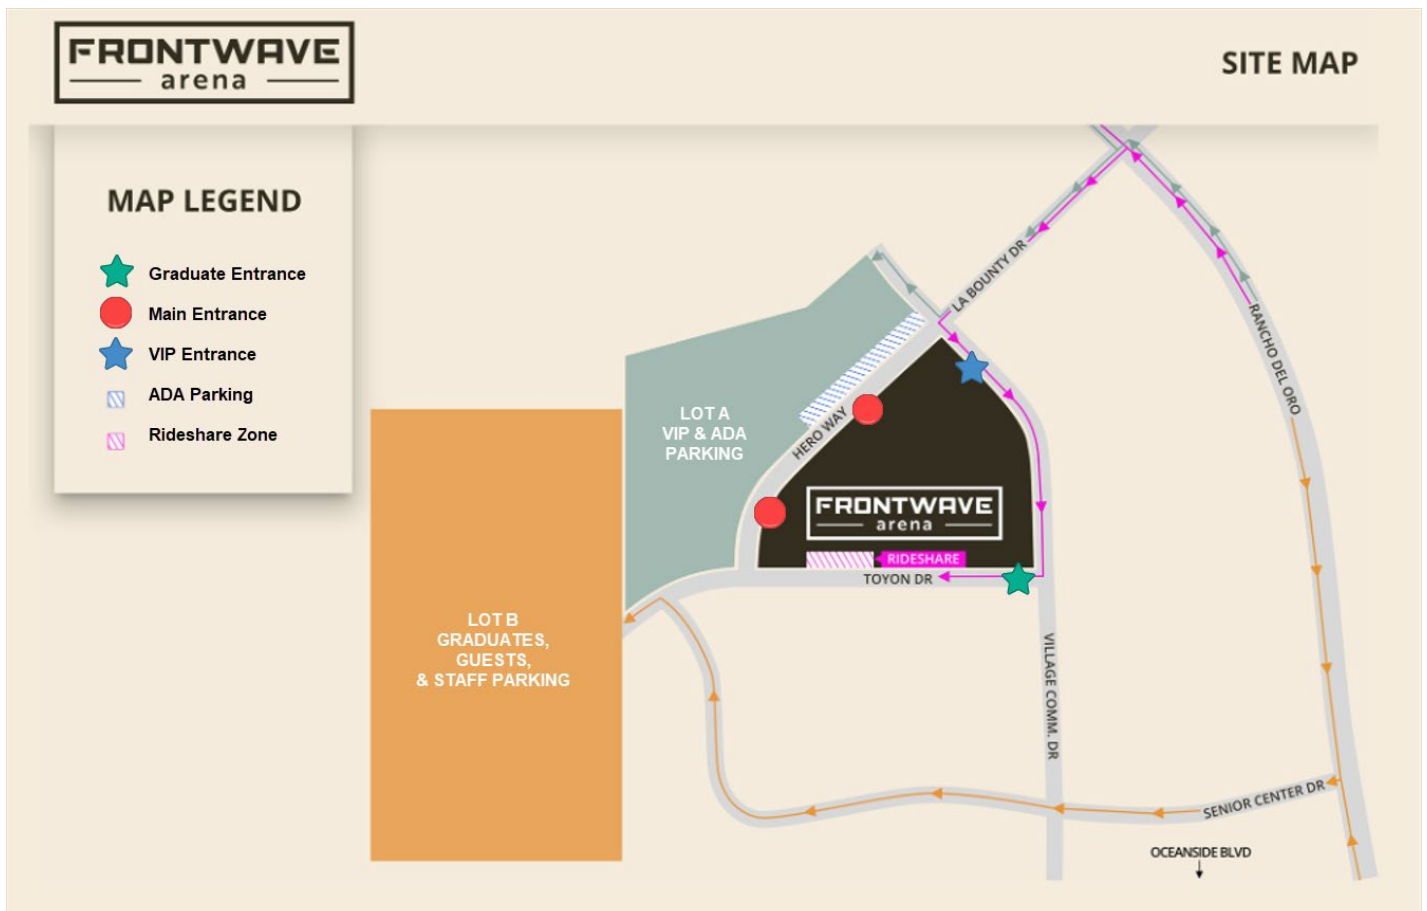 FRONTWAVE
arena
SITE MAP
MAP LEGEND
Graduate Entrance
Main Entrance
VIP Entrance
ADA Parking
Rideshare Zone
LA BOUNTY DR
RANCHO DEL ORO
LOT A
VIP & ADA
PARKING
HERO WAY
FRONTWAVE
arena
RIDESHARE
TOYON DR
LOT B
GRADUATES,
GUESTS,
& STAFF PARKING
VILLAGE COMM. DR
SENIOR CENTER DR
OCEANSIDE BLVD